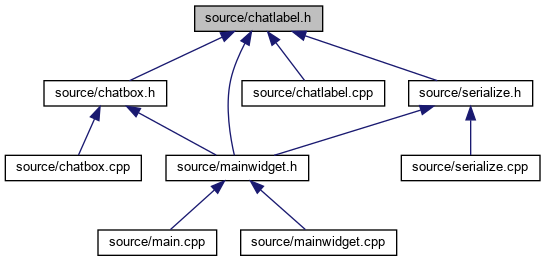 source/chatlabel.h
source/chatbox.h
source/chatlabel.cpp
source/serialize.h
source/chatbox.cpp
source/mainwidget.h
source/serialize.cpp
source/main.cpp
source/mainwidget.cpp